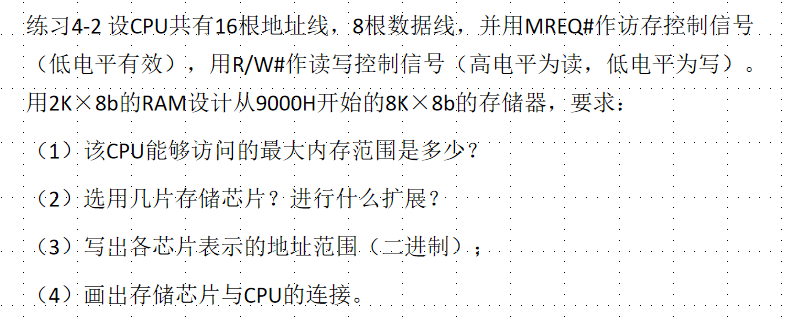 练习4-2 设CPU共有16根地址线，8根数据线，并用MREQ#作访存控制信号
（低电平有效），用R/W#作读写控制信号（高电平为读，低电平为写）。
用2K×8b的RAM设计从9000H开始的8K×8b的存储器，要求：
（1）该CPU能够访问的最大内存范围是多少？
（2）选用几片存储芯片？进行什么扩展？
（3）写出各芯片表示的地址范围（二进制）；
（4）画出存储芯片与CPU的连接。